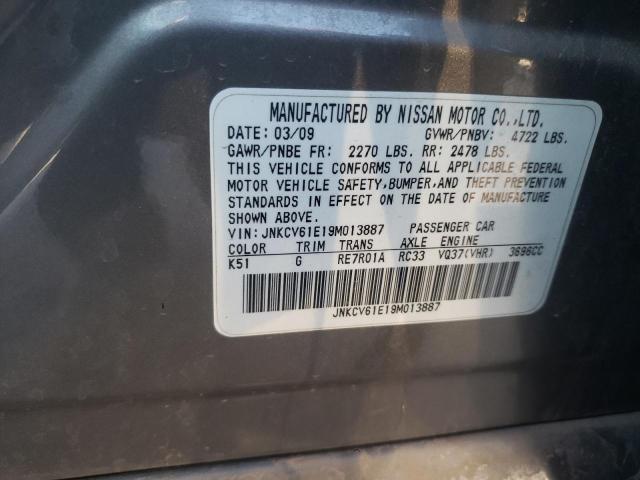 MANUFACTURED BY NISSAN MOTOR CO.,LTD.
DATE: 03/09 GVWR/PNBV: 4722 LBS.
GAWR/PNBE FR: 2270 LBS. RR: 2478 LBS.
THIS VEHICLE CONFORMS TO ALL APPLICABLE FEDERAL
MOTOR VEHICLE SAFETY,BUMPER,AND THEFT PREVENTION
STANDARDS IN EFFECT ON THE DATE OF MANUFACTURE
SHOWN ABOVE.
VIN: JNKCV61E19M013887 PASSENGER CAR
COLOR TRIM TRANS AXLE ENGINE
K51 G RE7R01A RC33 VQ37(VHR) 3696CC
JNKCV61E19M013887